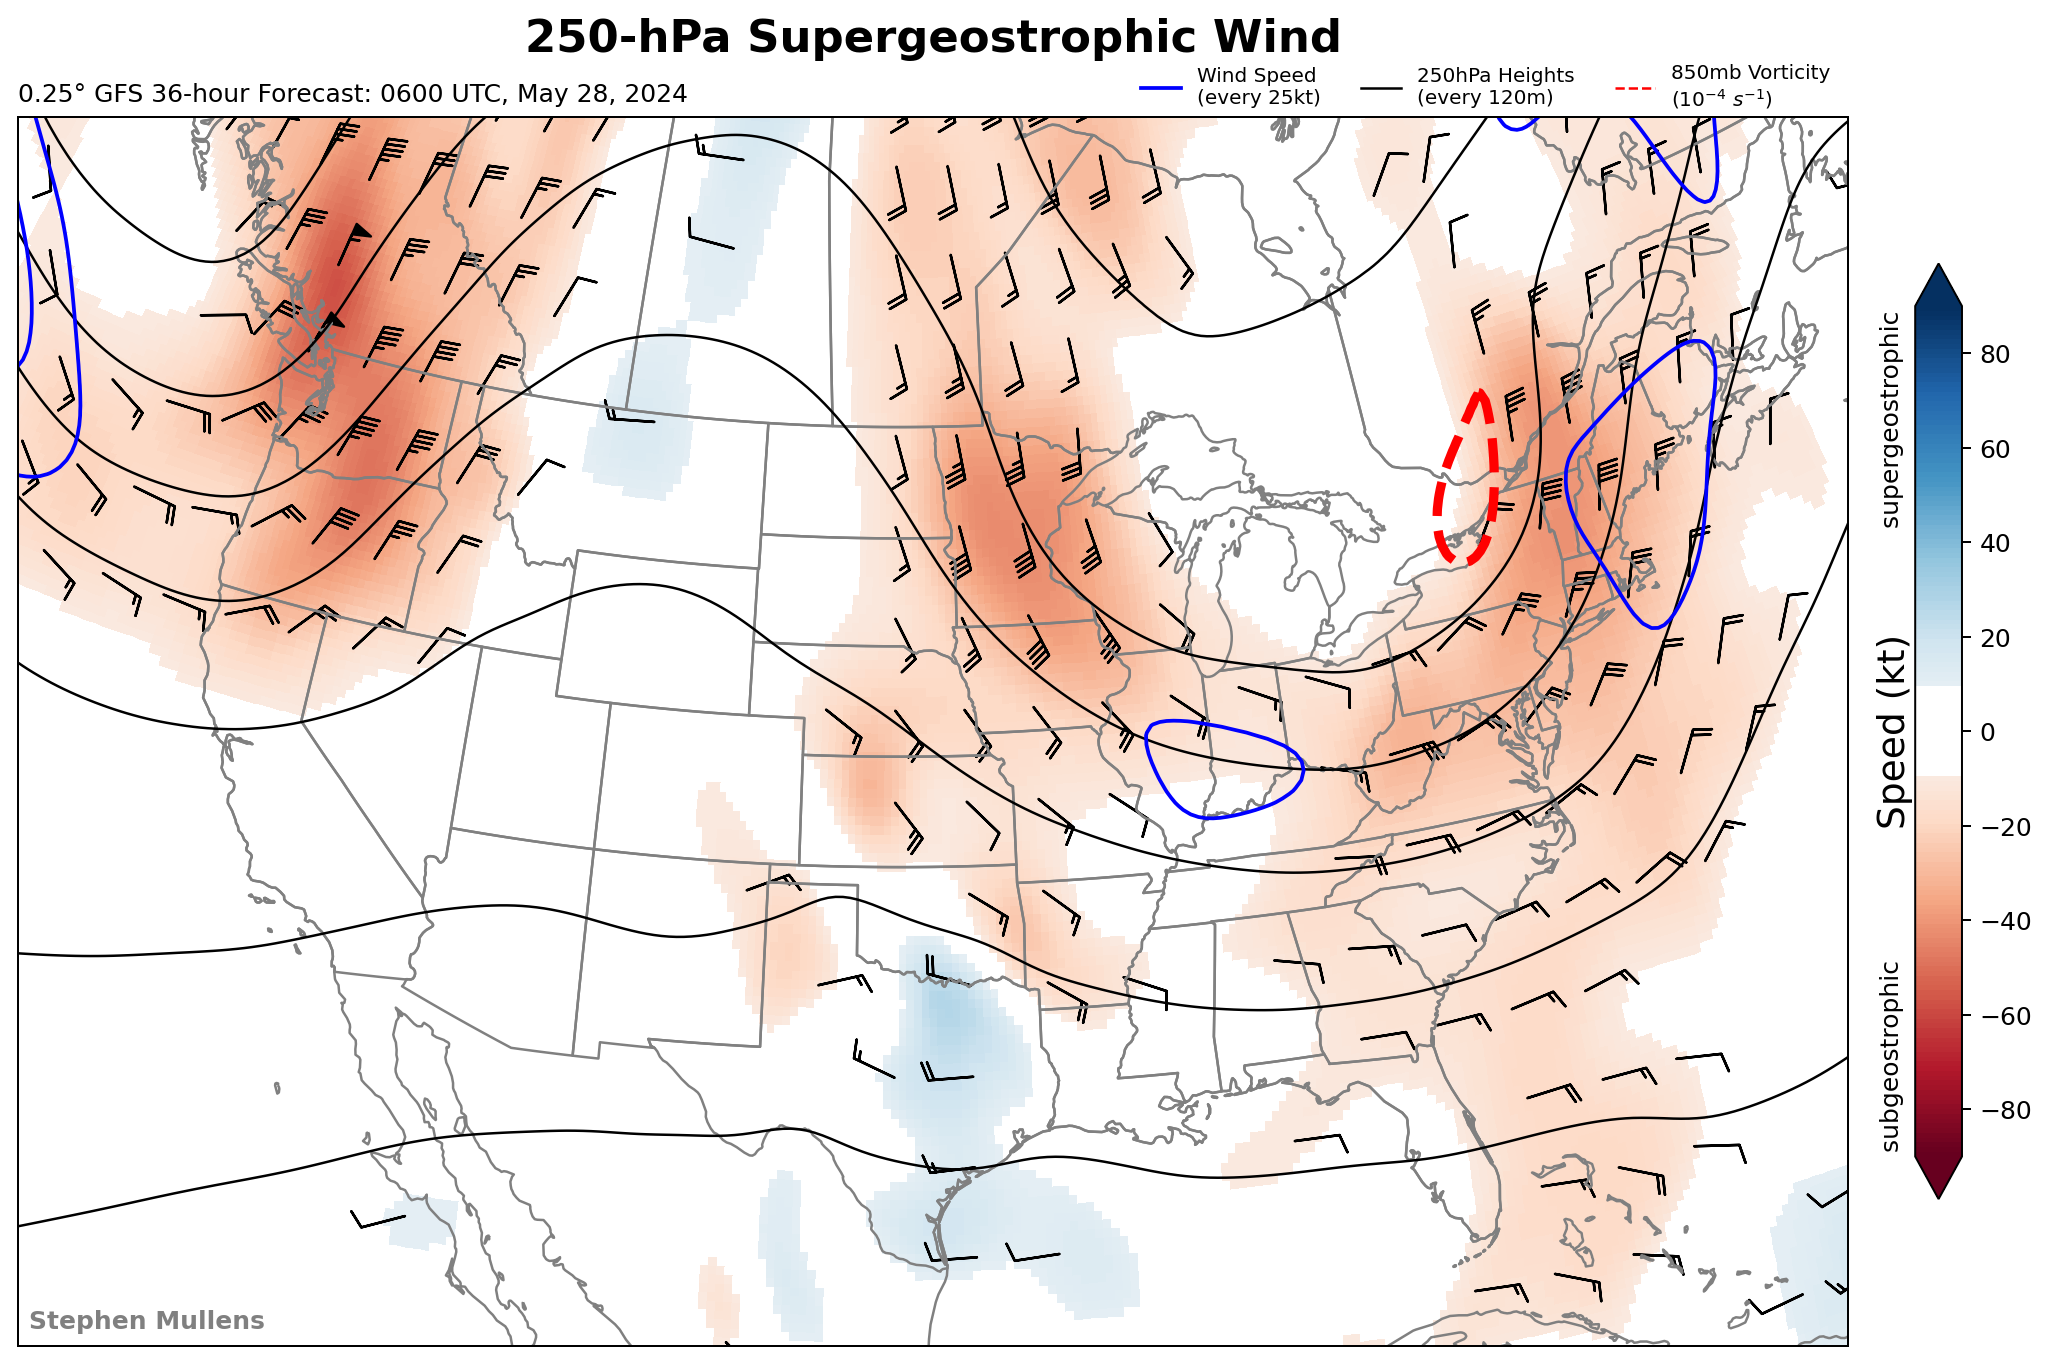 250-hPa Supergeostrophic Wind
0.25° GFS 36-hour Forecast: 0600 UTC, May 28, 2024
Wind Speed
(every 25kt)
250hPa Heights
(every 120m)
850mb Vorticity
(10⁻⁴ s⁻¹)
supergeostrophic
Speed (kt)
subgeostrophic
80
60
40
20
0
−20
−40
−60
−80
Stephen Mullens